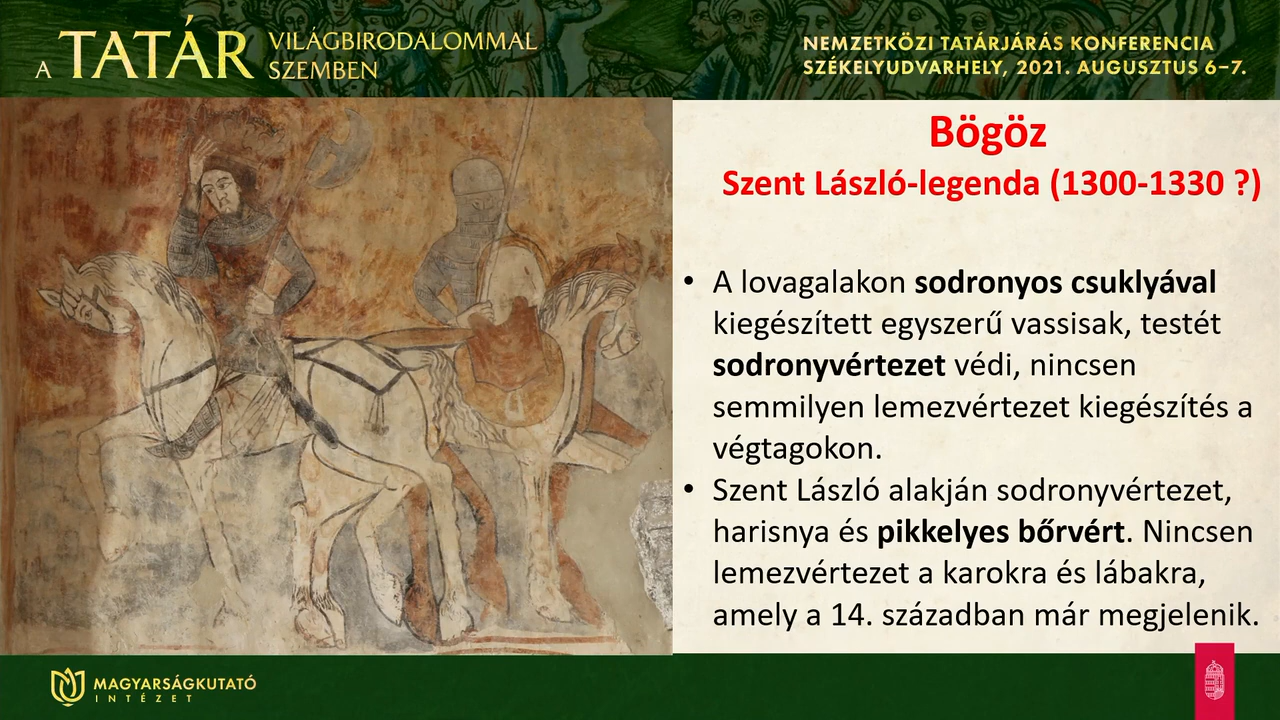 A TATÁR VILÁGBIRODALOMMAL
SZEMBEN
NEMZETKÖZI TATÁRJÁRÁS KONFERENCIA
SZÉKELYUDVARHELY, 2021. AUGUSZTUS 6–7.
Bögöz
Szent László-legenda (1300-1330 ?)
• A lovagalakon sodronyos csuklyával
kiegészített egyszerű vassisak, testét
sodronyvértezet védi, nincsen
semmilyen lemezvértezet kiegészítés a
végtagokon.
• Szent László alakján sodronyvértezet,
harisnya és pikkelyes bőrvért. Nincsen
lemezvértezet a karokra és lábakra,
amely a 14. században már megjelenik.
MAGYARSÁGKUTATÓ
INTÉZET